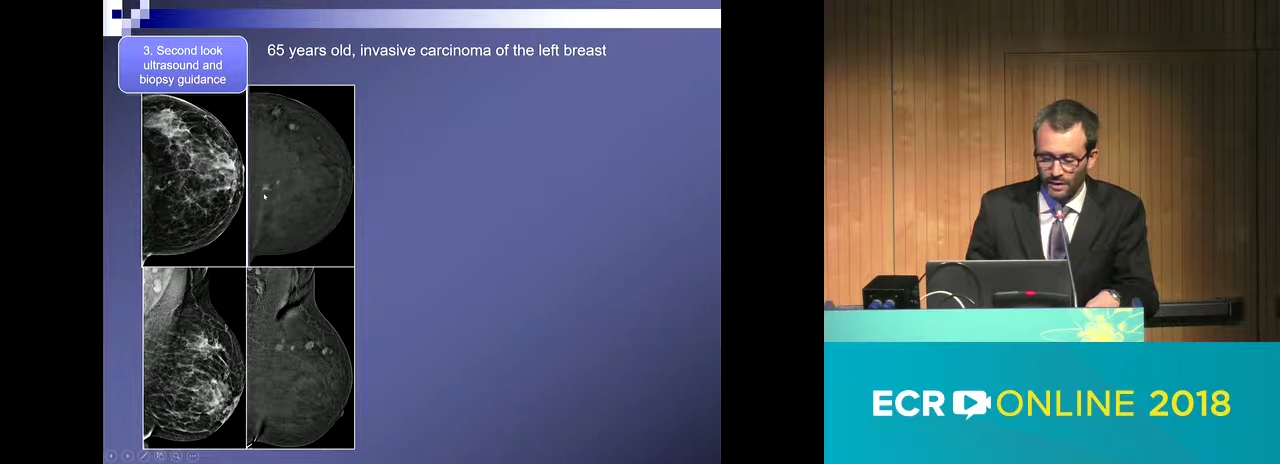 3. Second look
ultrasound and
biopsy guidance
65 years old, invasive carcinoma of the left breast
ECR ONLINE 2018